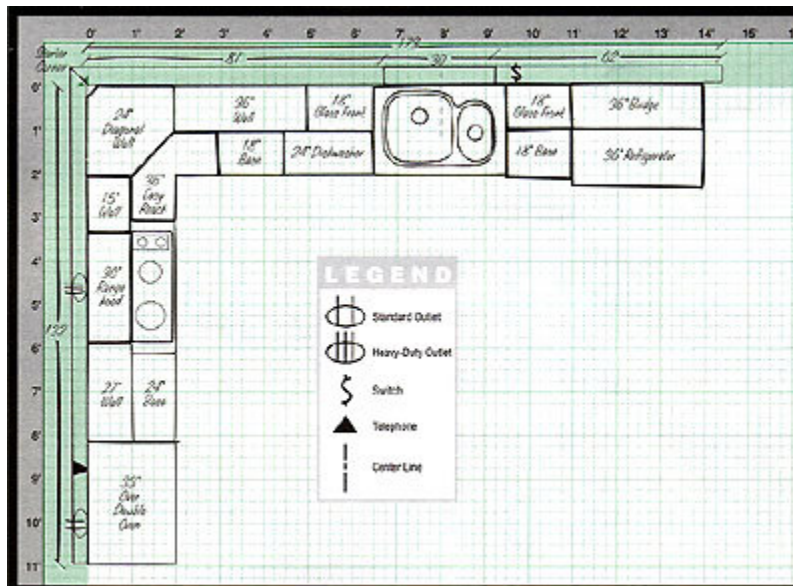 0' 1' 2' 3' 4' 5' 6' 7' 8' 9' 10' 11' 12' 13' 14' 15' 16'
173
81 30 62
Starter
Corner
0'
1'
2'
3'
4'
5'
6'
7'
8'
9'
10'
11'
132
24"
Diagonal
Wall
36"
Wall
18"
Glass Front
18"
Glass Front
36" Bridge
18"
Base
24" Dishwasher
18" Base
36" Refrigerator
36"
Easy
Reach
15"
Wall
30"
Range
hood
27"
Wall
24"
Base
33"
Oven
Double
Oven
LEGEND
Standard Outlet
Heavy-Duty Outlet
Switch
Telephone
Center Line